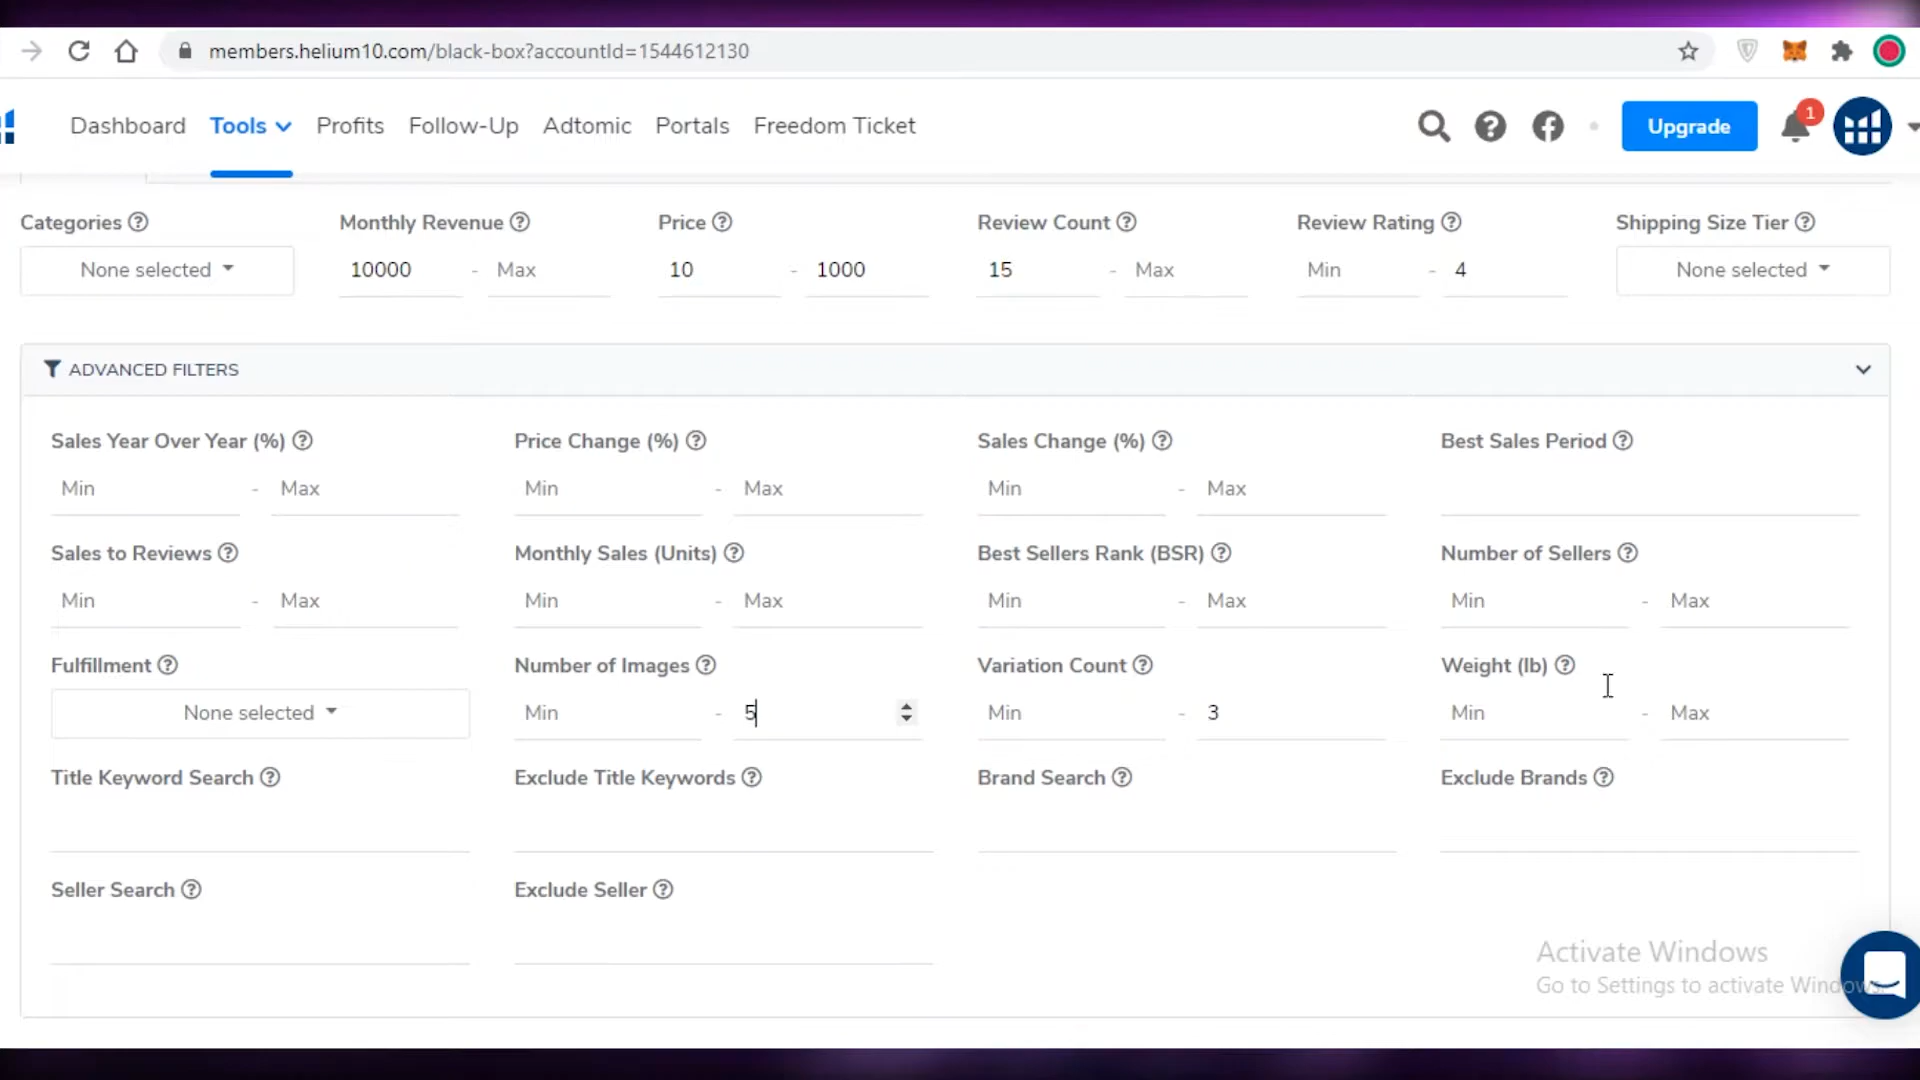 members.helium10.com/black-box?accountId=1544612130
Dashboard Tools Profits Follow-Up Adtomic Portals Freedom Ticket Upgrade 1
Categories Monthly Revenue Price Review Count Review Rating Shipping Size Tier
None selected 10000 - Max 10 - 1000 15 - Max Min - 4 None selected
ADVANCED FILTERS
Sales Year Over Year (%) Price Change (%) Sales Change (%) Best Sales Period
Min - Max Min - Max Min - Max
Sales to Reviews Monthly Sales (Units) Best Sellers Rank (BSR) Number of Sellers
Min - Max Min - Max Min - Max Min - Max
Fulfillment Number of Images Variation Count Weight (lb)
None selected Min - 5 Min - 3 Min - Max
Title Keyword Search Exclude Title Keywords Brand Search Exclude Brands
Seller Search Exclude Seller
Activate Windows
Go to Settings to activate Windows.